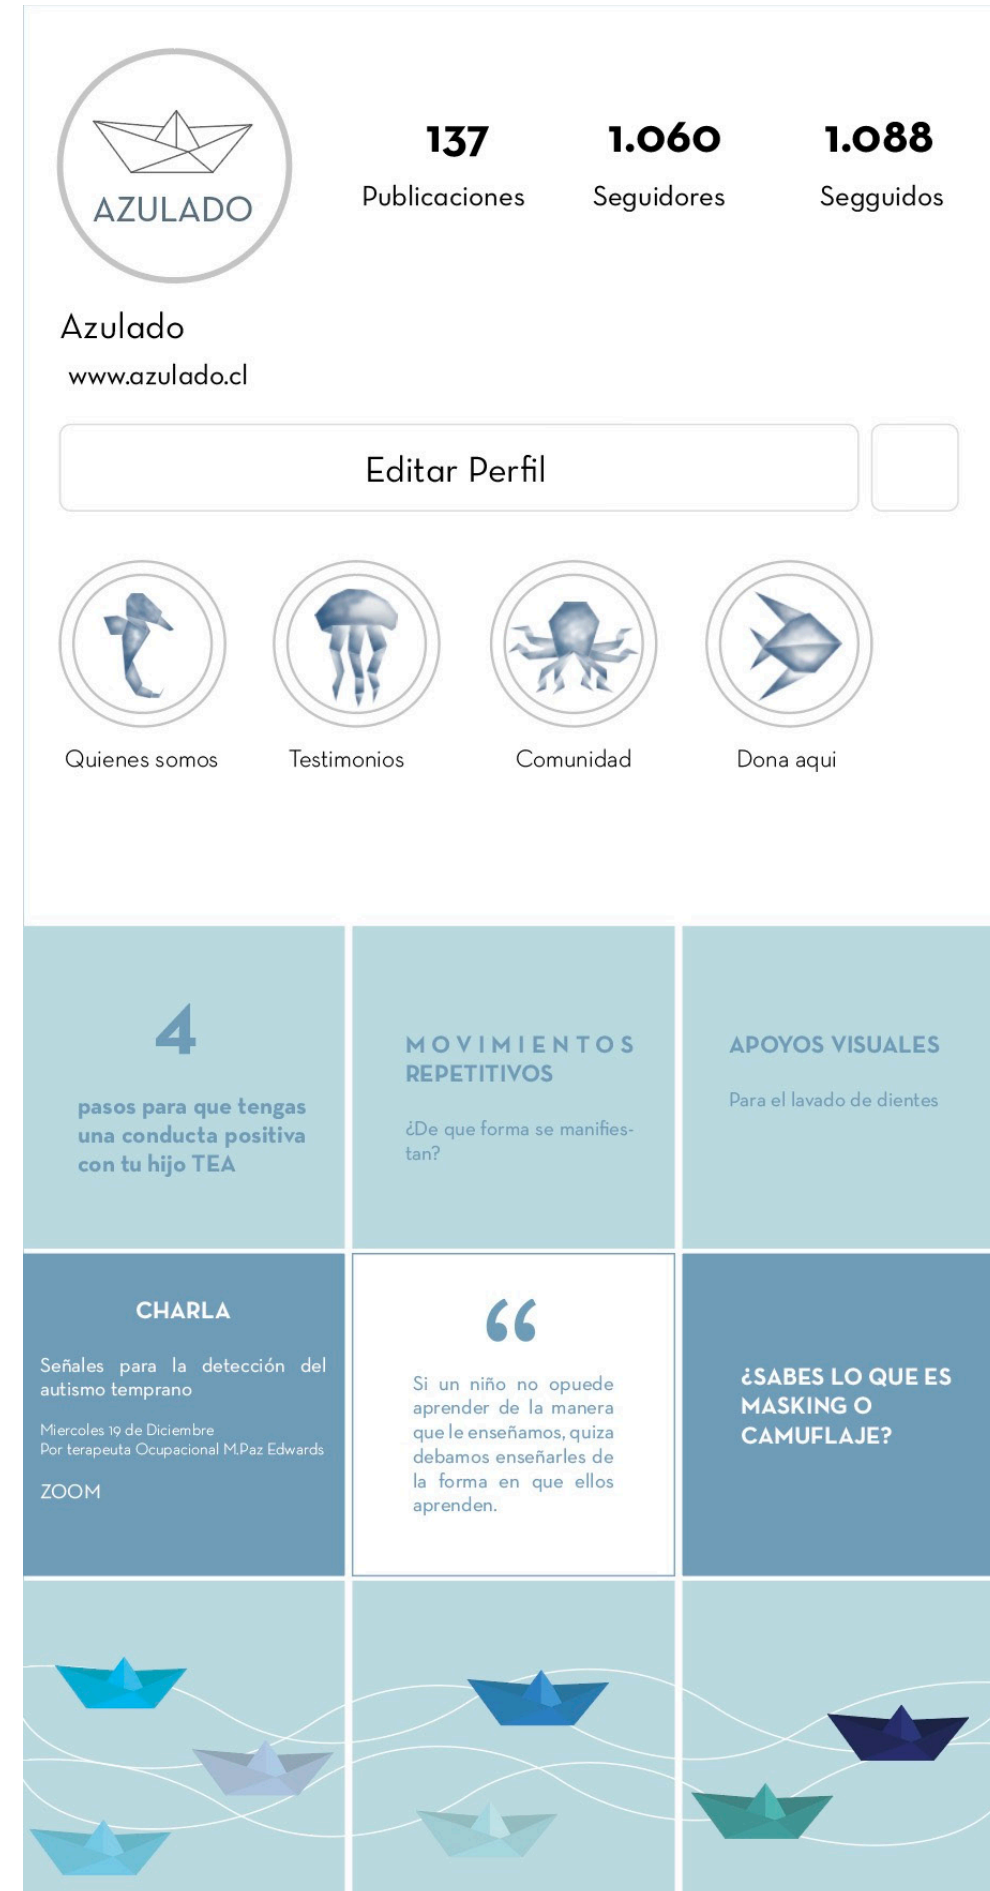 AZULADO
137
Publicaciones
1.060
Seguidores
1.088
Segguidos
Azulado
www.azulado.cl
Editar Perfil
Quienes somos
Testimonios
Comunidad
Dona aqui
4
pasos para que tengas
una conducta positiva
con tu hijo TEA
MOVIMIENTOS
REPETITIVOS
¿De que forma se manifies-
tan?
APOYOS VISUALES
Para el lavado de dientes
CHARLA
Señales para la detección del
autismo temprano
Miercoles 19 de Diciembre
Por terapeuta Ocupacional M.Paz Edwards
ZOOM
“
Si un niño no opuede
aprender de la manera
que le enseñamos, quiza
debamos enseñarles de
la forma en que ellos
aprenden.
¿SABES LO QUE ES
MASKING O
CAMUFLAJE?